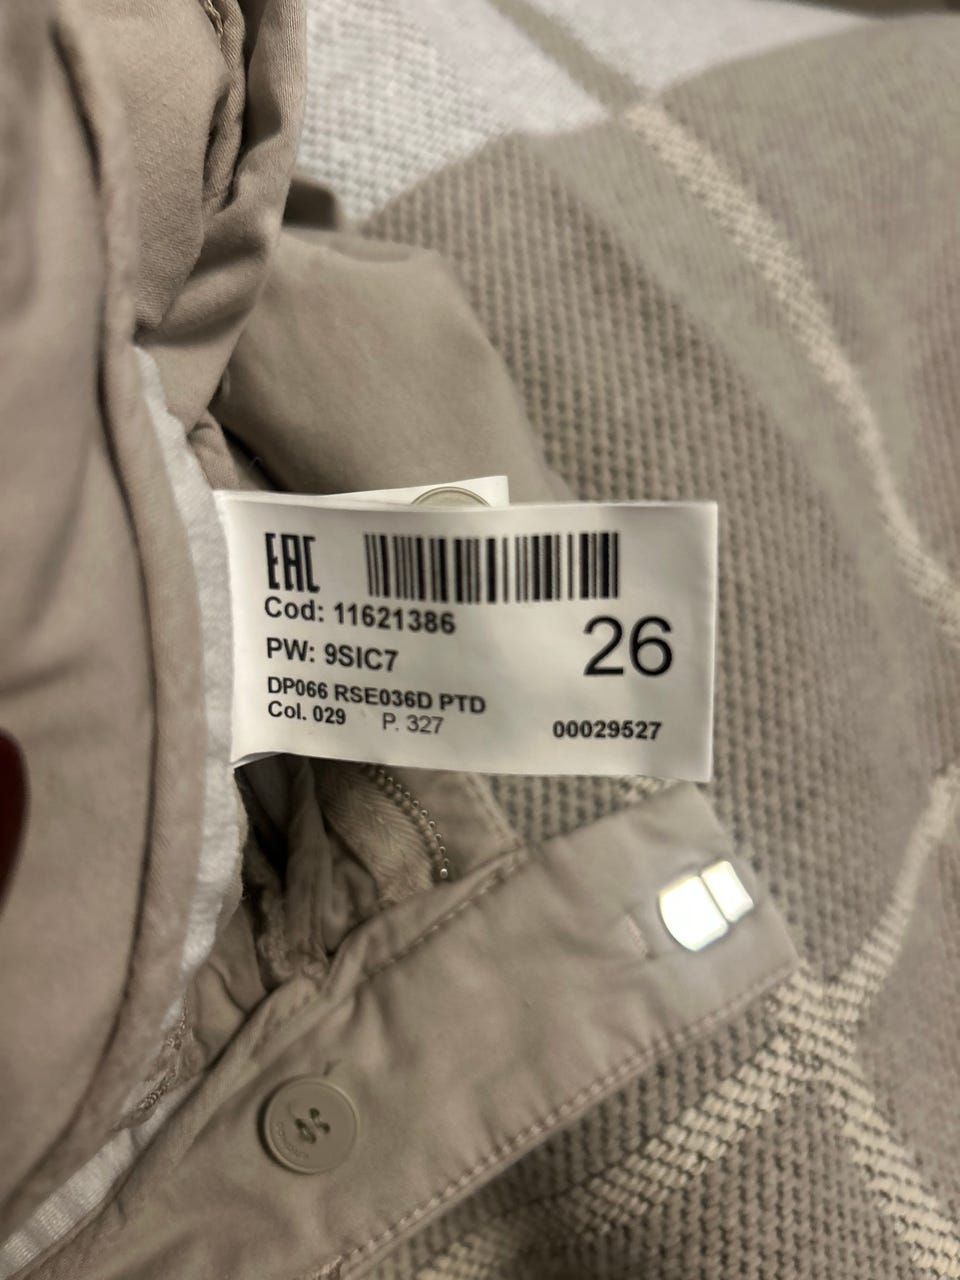 EAC
Cod: 11621386
26
PW: 9SIC7
DP066 RSE036D PTD
Col. 029 P. 327
00029527